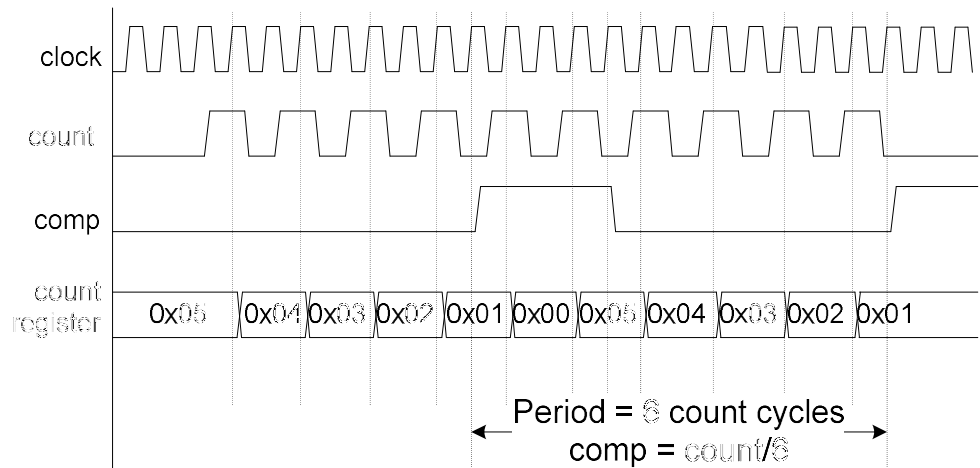 clock
count
comp
count
register
0x05 0x04 0x03 0x02 0x01 0x00 0x05 0x04 0x03 0x02 0x01
Period = 6 count cycles
comp = count/6